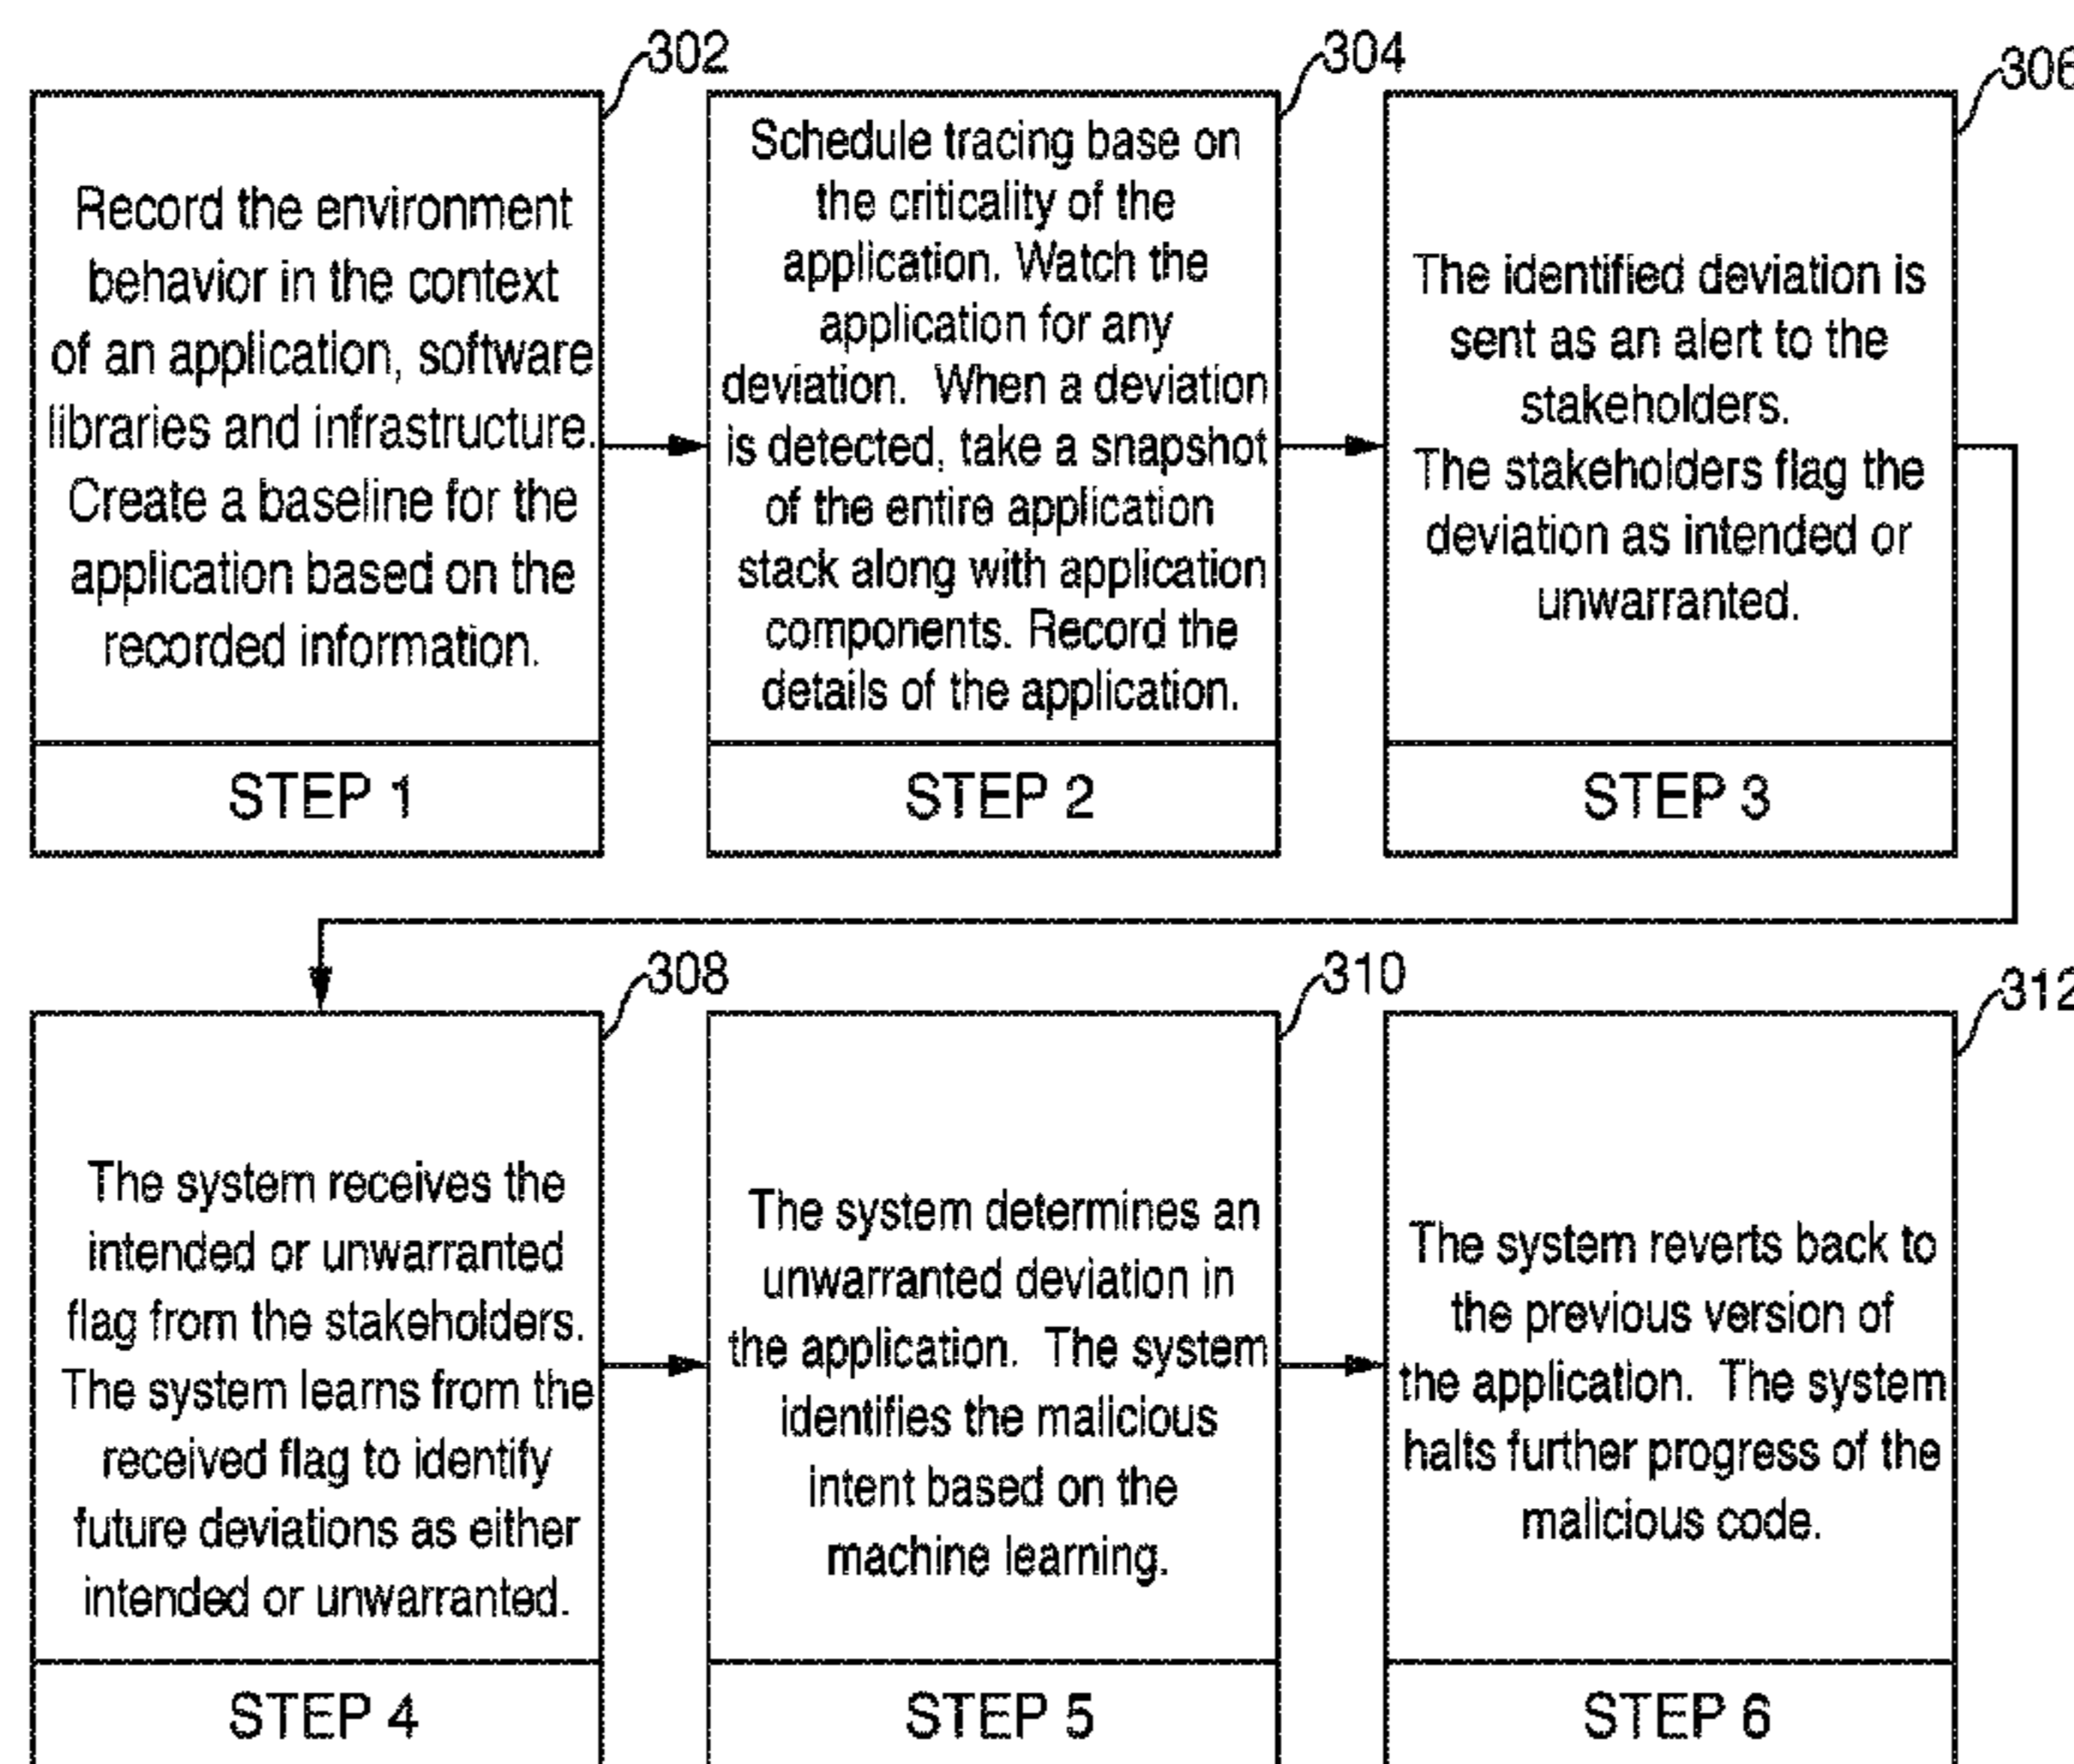 302
Record the environment
behavior in the context
of an application, software
libraries and infrastructure.
Create a baseline for the
application based on the
recorded information.
STEP 1
304
Schedule tracing base on
the criticality of the
application. Watch the
application for any
deviation. When a deviation
is detected, take a snapshot
of the entire application
stack along with application
components. Record the
details of the application.
STEP 2
306
The identified deviation is
sent as an alert to the
stakeholders.
The stakeholders flag the
deviation as intended or
unwarranted.
STEP 3
308
The system receives the
intended or unwarranted
flag from the stakeholders.
The system learns from the
received flag to identify
future deviations as either
intended or unwarranted.
STEP 4
310
The system determines an
unwarranted deviation in
the application. The system
identifies the malicious
intent based on the
machine learning.
STEP 5
312
The system reverts back to
the previous version of
the application. The system
halts further progress of the
malicious code.
STEP 6